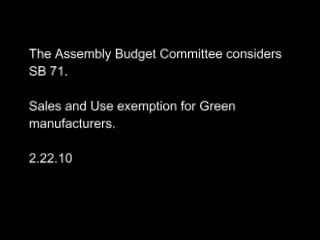 The Assembly Budget Committee considers
SB 71.
Sales and Use exemption for Green
manufacturers.
2.22.10